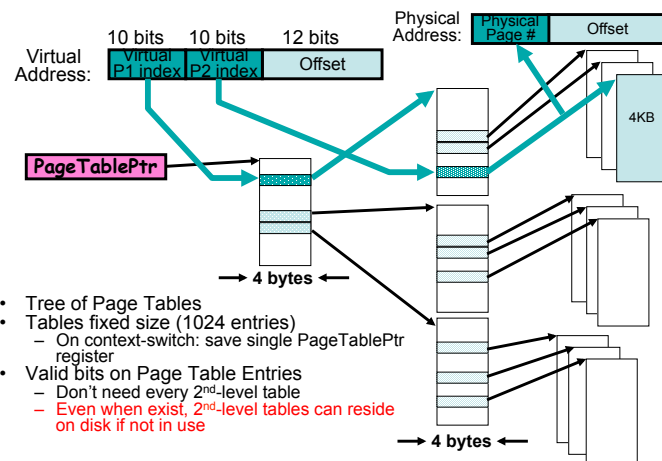 10 bits 10 bits 12 bits
Virtual
Address:
Virtual
P1 index
Virtual
P2 index
Offset
Physical
Address:
Physical
Page #
Offset
4KB
PageTablePtr
4 bytes
4 bytes
• Tree of Page Tables
• Tables fixed size (1024 entries)
– On context-switch: save single PageTablePtr
register
• Valid bits on Page Table Entries
– Don't need every 2nd-level table
– Even when exist, 2nd-level tables can reside
on disk if not in use